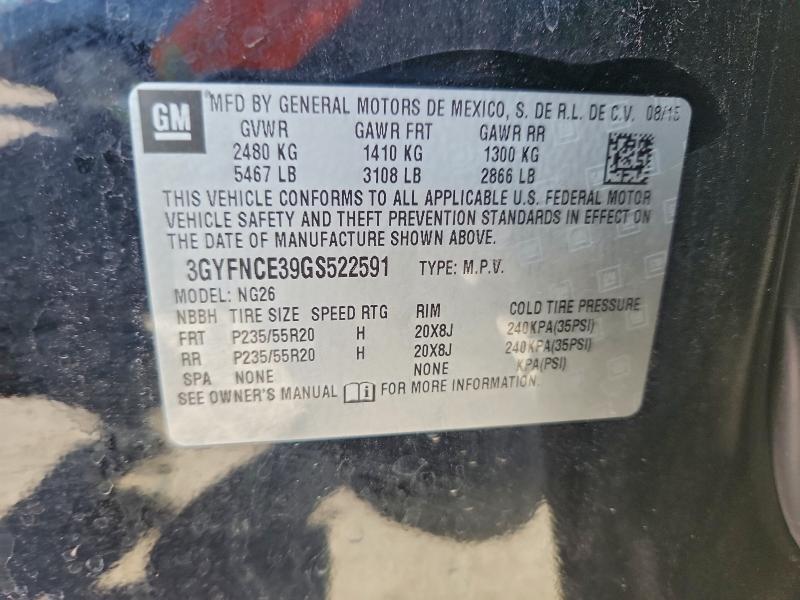 GM
MFD BY GENERAL MOTORS DE MEXICO, S. DE R.L. DE C.V. 08/15
GVWR GAWR FRT GAWR RR
2480 KG 1410 KG 1300 KG
5467 LB 3108 LB 2866 LB
THIS VEHICLE CONFORMS TO ALL APPLICABLE U.S. FEDERAL MOTOR
VEHICLE SAFETY AND THEFT PREVENTION STANDARDS IN EFFECT ON
THE DATE OF MANUFACTURE SHOWN ABOVE.
3GYFNCE39GS522591 TYPE: M.P.V.
MODEL: NG26
NBBH TIRE SIZE SPEED RTG RIM COLD TIRE PRESSURE
FRT P235/55R20 H 20X8J 240KPA(35PSI)
RR P235/55R20 H 20X8J 240KPA(35PSI)
SPA NONE NONE KPA(PSI)
SEE OWNER'S MANUAL i FOR MORE INFORMATION.